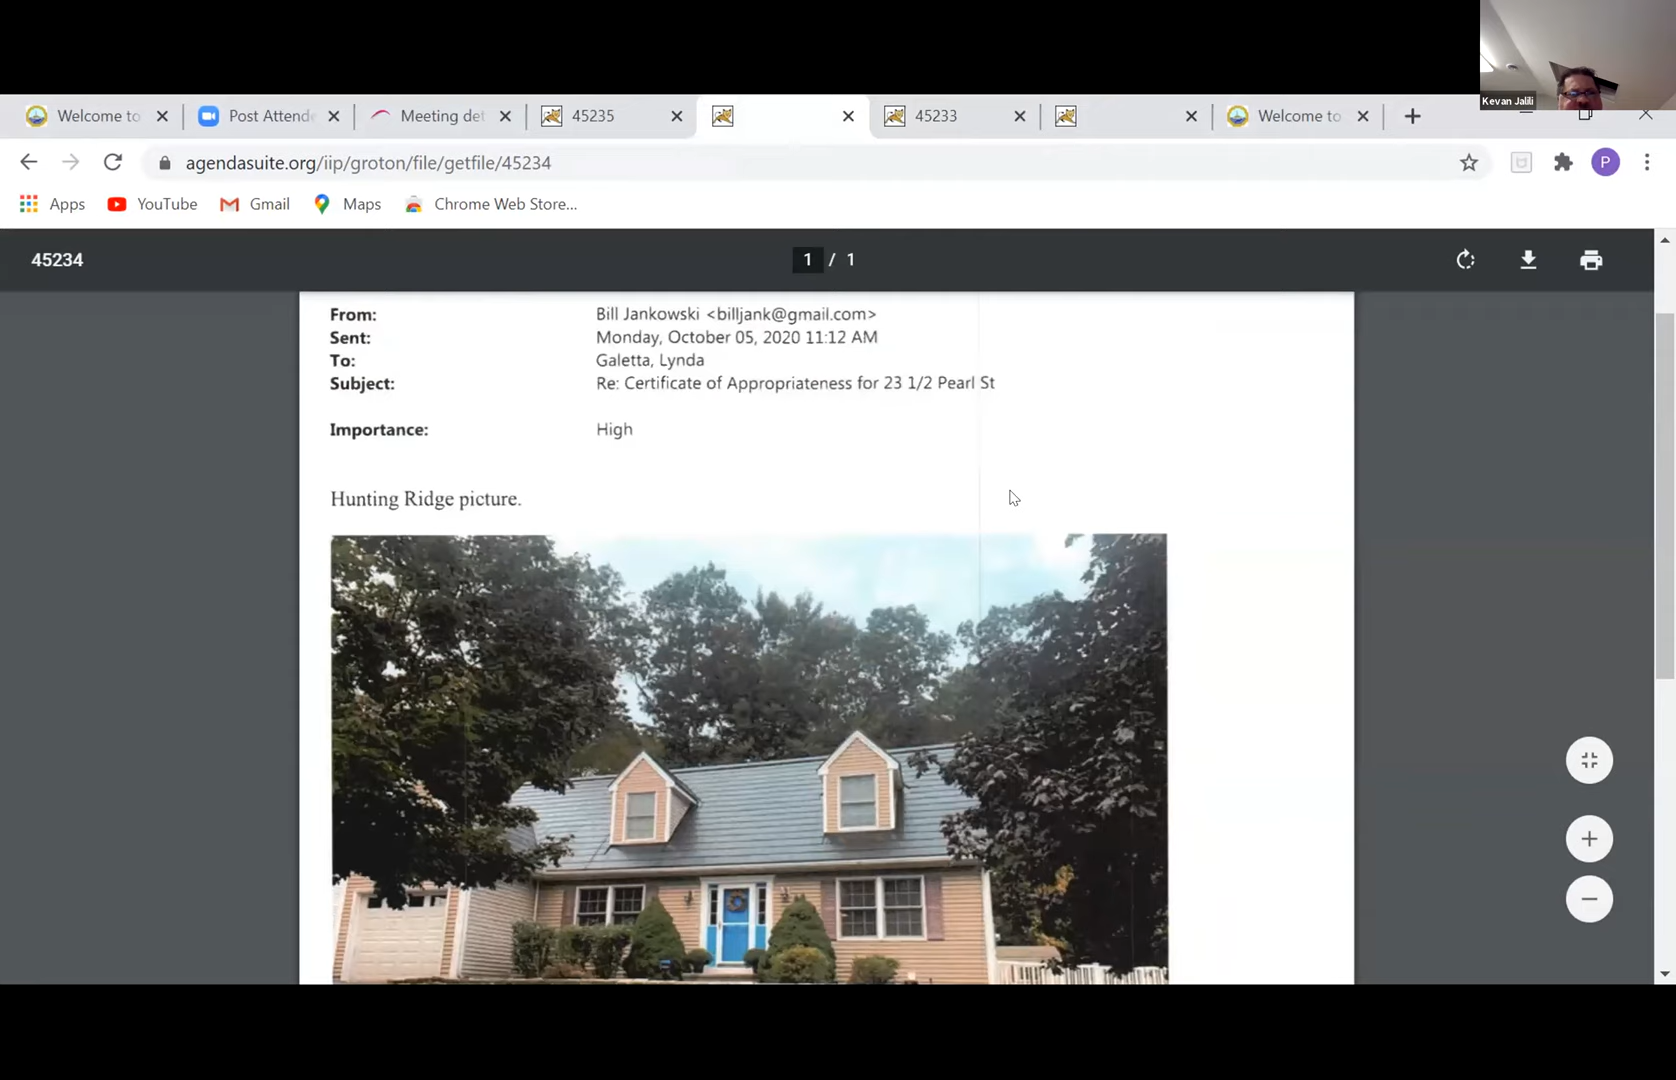 Kevan Jalili
Welcome to
Post Attende
Meeting det
45235
45233
Welcome to
agendasuite.org/iip/groton/file/getfile/45234
P
Apps
YouTube
Gmail
Maps
Chrome Web Store...
45234
1 / 1
From: Bill Jankowski <billjank@gmail.com>
Sent: Monday, October 05, 2020 11:12 AM
To: Galetta, Lynda
Subject: Re: Certificate of Appropriateness for 23 1/2 Pearl St
Importance: High
Hunting Ridge picture.